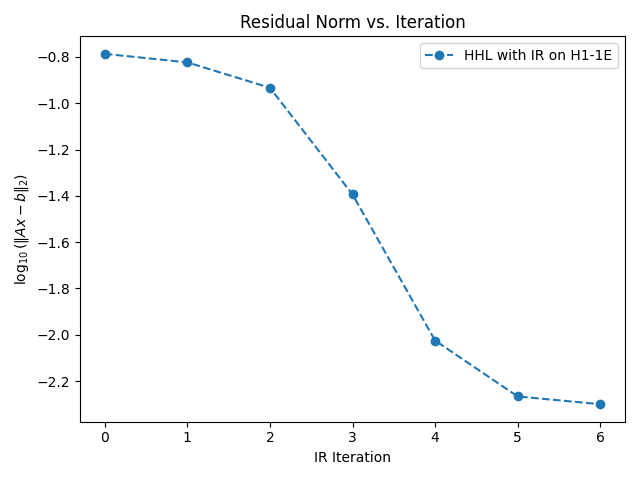 Residual Norm vs. Iteration
HHL with IR on H1-1E
log₁₀(‖Ax − b‖₂)
−0.8
−1.0
−1.2
−1.4
−1.6
−1.8
−2.0
−2.2
0 1 2 3 4 5 6
IR Iteration